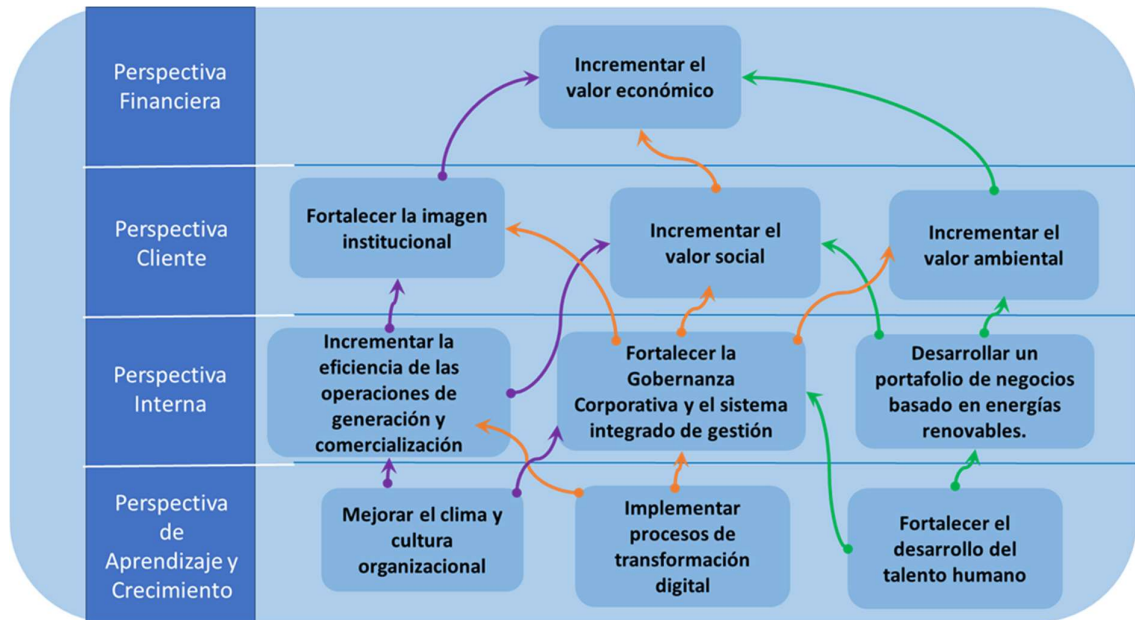 Perspectiva
Financiera
Incrementar el
valor económico
Perspectiva
Cliente
Fortalecer la imagen
institucional
Incrementar el
valor social
Incrementar el
valor ambiental
Perspectiva
Interna
Incrementar la
eficiencia de las
operaciones de
generación y
comercialización
Fortalecer la
Gobernanza
Corporativa y el sistema
integrado de gestión
Desarrollar un
portafolio de negocios
basado en energías
renovables.
Perspectiva
de
Aprendizaje y
Crecimiento
Mejorar el clima y
cultura
organizacional
Implementar
procesos de
transformación
digital
Fortalecer el
desarrollo del
talento humano